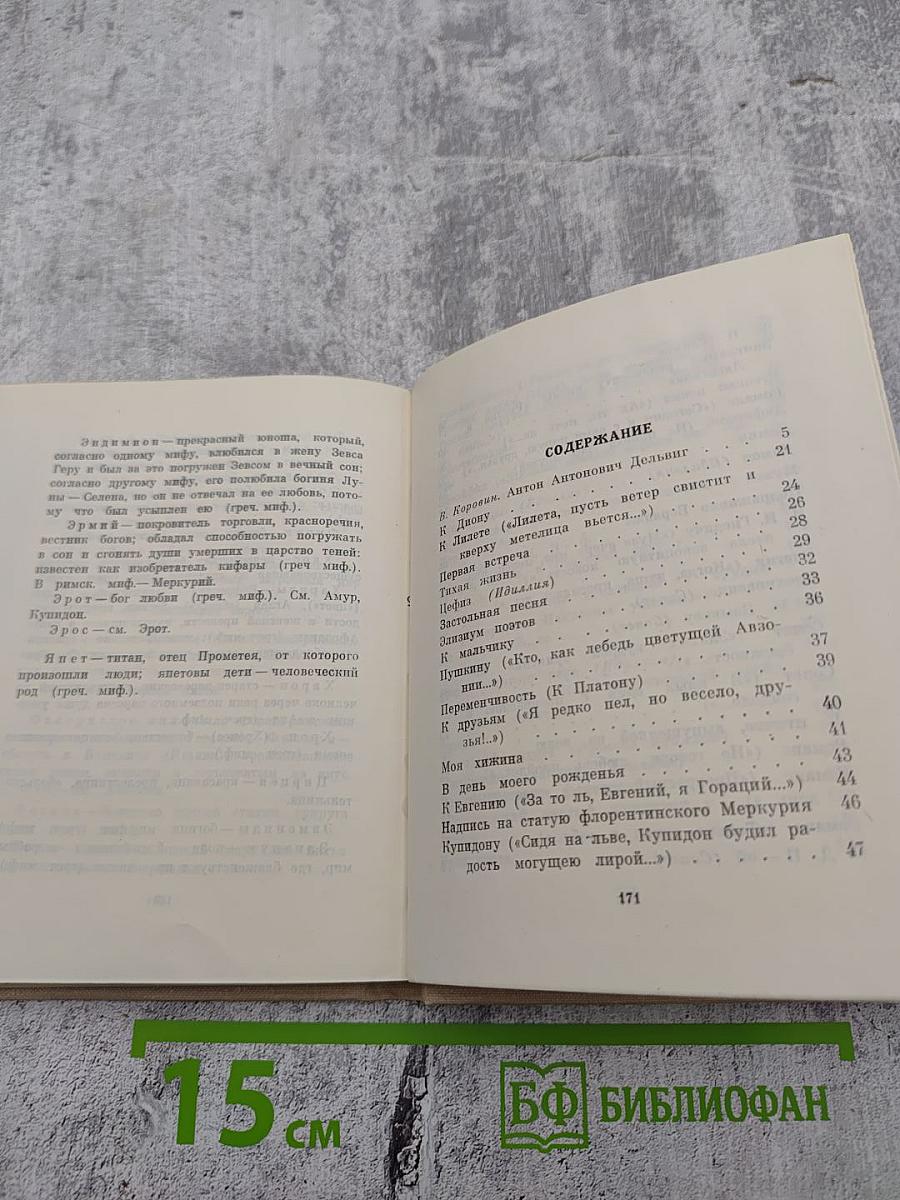 Эндимион — прекрасный юноша, который,
согласно одному мифу, влюбился в жену Зевса
Геру и был за это погружен Зевсом в вечный сон;
согласно другому мифу, его полюбила богиня Лу-
ны — Селена, но он не отвечал на ее любовь, пото-
му что был усыплен ею (греч. миф.).
Эрмий — покровитель торговли, красноречия,
вестник богов; обладал способностью погружать
в сон и сгонять души умерших в царство теней:
известен как изобретатель кифары (греч миф.).
В римск. миф.— Меркурий.
Эрот — бог любви (греч. миф.). См. Амур,
Купидон.
Эрос — см. Эрот.
Япет — титан, отец Прометея, от которого
произошли люди; япетовы дети — человеческий
род (греч. миф.).
СОДЕРЖАНИЕ
В. Коровин. Антон Антонович Дельвиг . . 5
К Диону . . . . . . . . . . 21
К Лилете («Лилета, пусть ветер свистит и
кверху метелица вьется...») . . . . 24
Первая встреча . . . . . . . . 26
Тихая жизнь . . . . . . . . . 28
Цефиз (Идиллия) . . . . . . . . 29
Застольная песня . . . . . . . . 32
Элизиум поэтов . . . . . . . . 33
К мальчику . . . . . . . . . 36
Пушкину («Кто, как лебедь цветущей Авзо-
нии...») . . . . . . . . . . 37
Переменчивость (К Платону) . . . . . 39
К друзьям («Я редко пел, но весело, дру-
зья!..») . . . . . . . . . . 40
Моя хижина . . . . . . . . . 41
В день моего рожденья . . . . . . 43
К Евгению («За то ль, Евгений, я Гораций...») 44
Надпись на статую флорентинского Меркурия 46
Купидону («Сидя на льве, Купидон будил ра-
дость могущею лирой...») . . . . . . 47
171
15 см
БФ БИБЛИОФАН